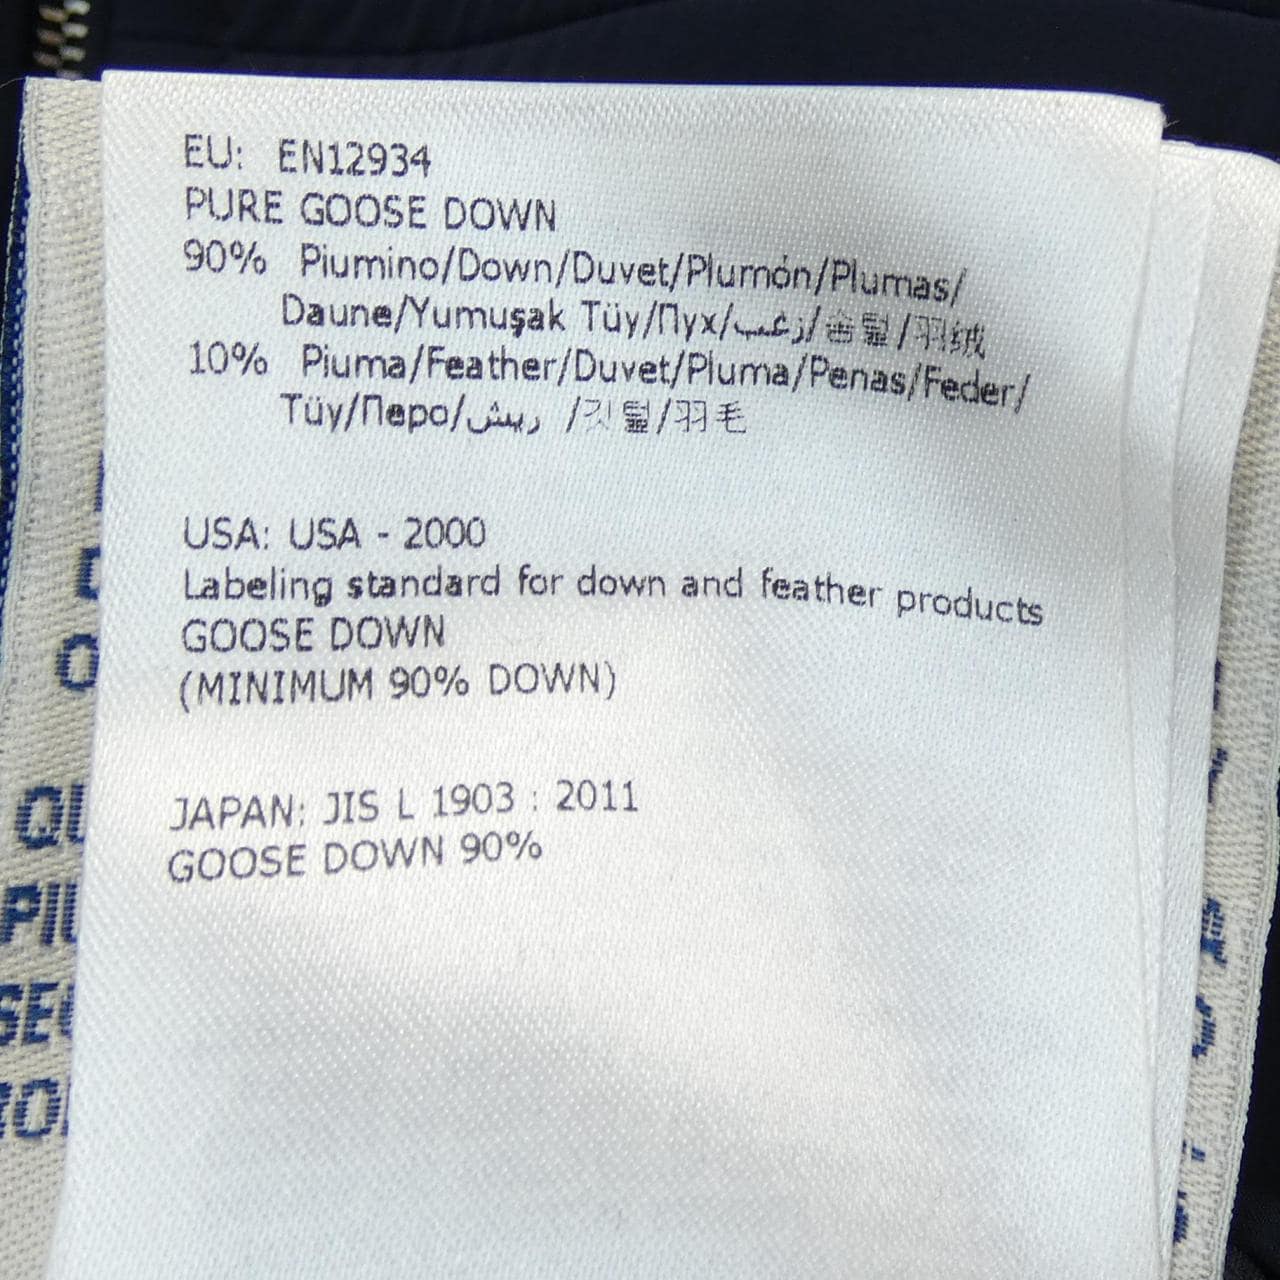 EU: EN12934
PURE GOOSE DOWN
90% Piumino/Down/Duvet/Plumón/Plumas/
Daune/Yumuşak Tüy/Пух/زغب/솜털/羽绒
10% Piuma/Feather/Duvet/Pluma/Penas/Feder/
Tüy/Перо/ريش /깃털/羽毛
USA: USA - 2000
Labeling standard for down and feather products
GOOSE DOWN
(MINIMUM 90% DOWN)
JAPAN: JIS L 1903 : 2011
GOOSE DOWN 90%